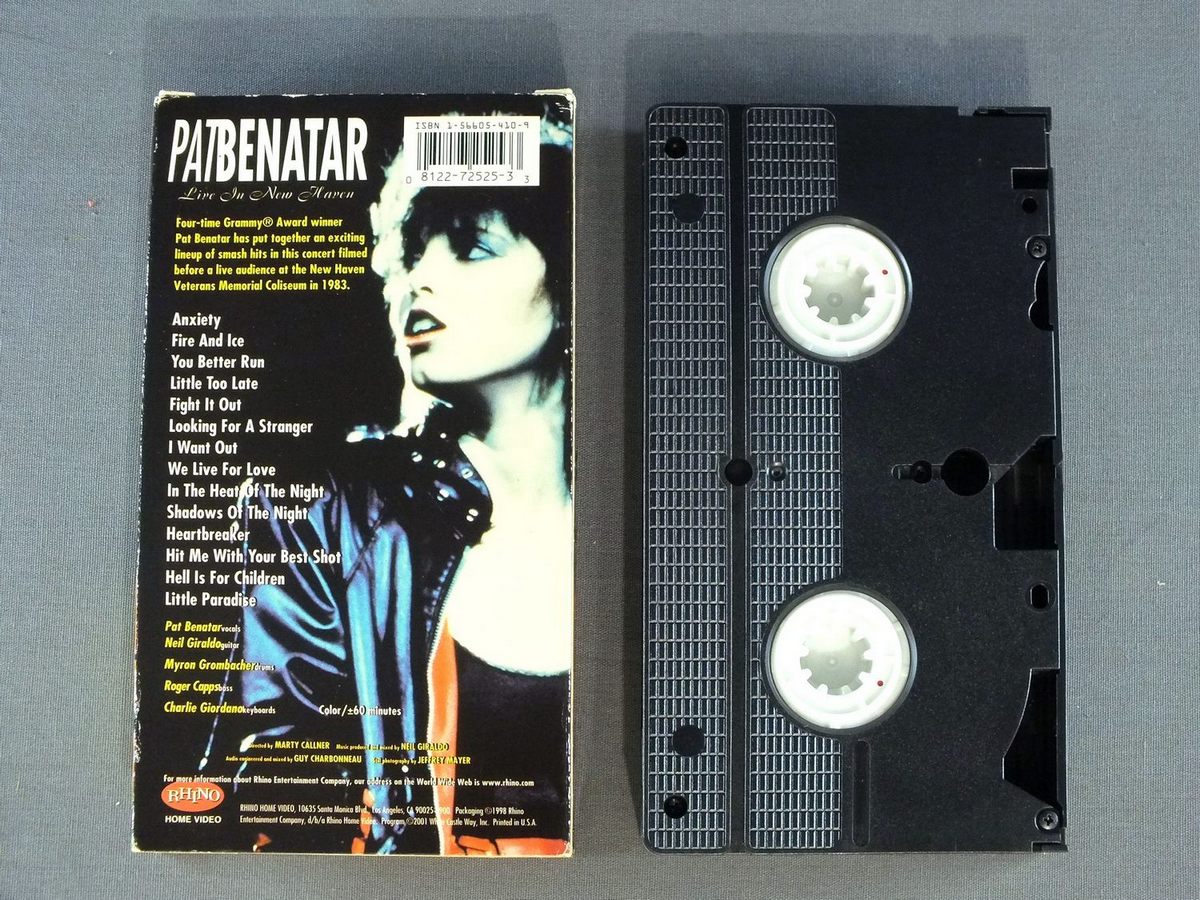 PAT BENATAR
Live In New Haven
ISBN 1-56605-410-9
0 8122-72525-3 3
Four-time Grammy® Award winner
Pat Benatar has put together an exciting
lineup of smash hits in this concert filmed
before a live audience at the New Haven
Veterans Memorial Coliseum in 1983.
Anxiety
Fire And Ice
You Better Run
Little Too Late
Fight It Out
Looking For A Stranger
I Want Out
We Live For Love
In The Heat Of The Night
Shadows Of The Night
Heartbreaker
Hit Me With Your Best Shot
Hell Is For Children
Little Paradise
Pat Benatar vocals
Neil Giraldo guitar
Myron Grombacher drums
Roger Capps bass
Charlie Giordano keyboards
Color/±60 minutes
Directed by MARTY CALLNER Music produced and mixed by NEIL GIRALDO
Audio engineered and mixed by GUY CHARBONNEAU Still photography by JEFFREY MAYER
For more information about Rhino Entertainment Company, our address on the World Wide Web is www.rhino.com
RHINO
HOME VIDEO
RHINO HOME VIDEO, 10635 Santa Monica Blvd., Los Angeles, CA 90025-4900. Packaging ©1998 Rhino
Entertainment Company, d/b/a Rhino Home Video. Program ©2001 White Castle Way, Inc. Printed in U.S.A.